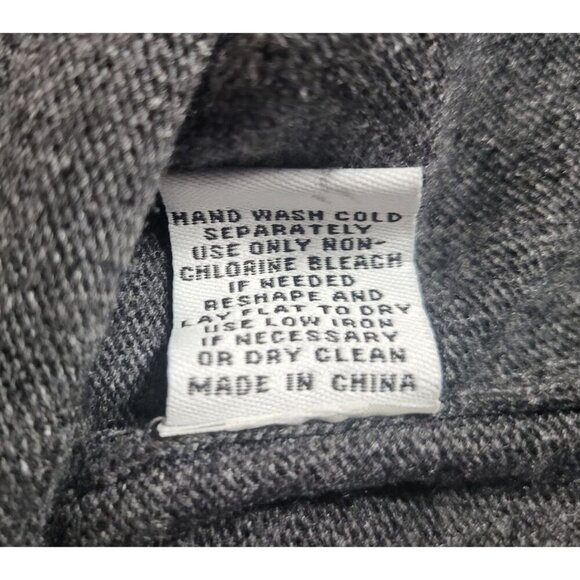 HAND WASH COLD
SEPARATELY
USE ONLY NON-
CHLORINE BLEACH
IF NEEDED
RESHAPE AND
LAY FLAT TO DRY
USE LOW IRON
IF NECESSARY
OR DRY CLEAN
MADE IN CHINA